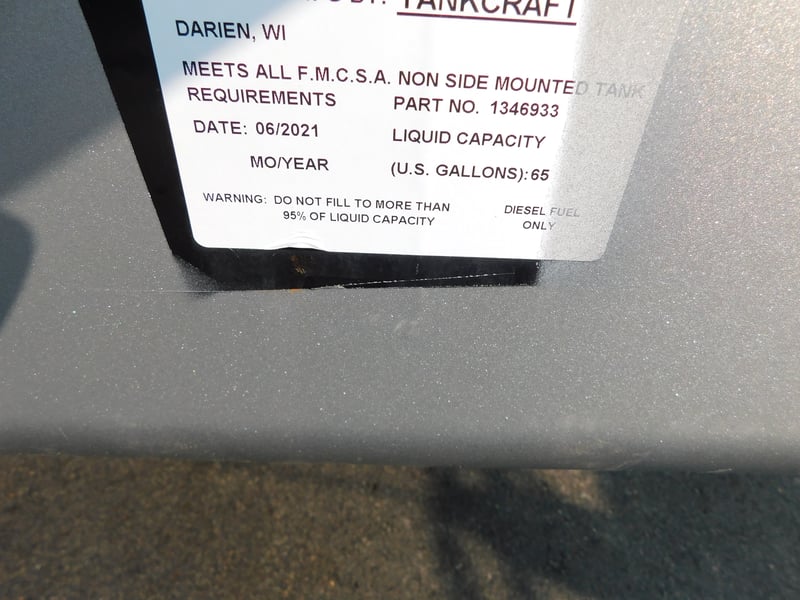 TANKCRAFT
DARIEN, WI
MEETS ALL F.M.C.S.A. NON SIDE MOUNTED TANK
REQUIREMENTS
PART NO. 1346933
DATE: 06/2021
LIQUID CAPACITY
MO/YEAR
(U.S. GALLONS): 65
WARNING: DO NOT FILL TO MORE THAN
95% OF LIQUID CAPACITY
DIESEL FUEL
ONLY